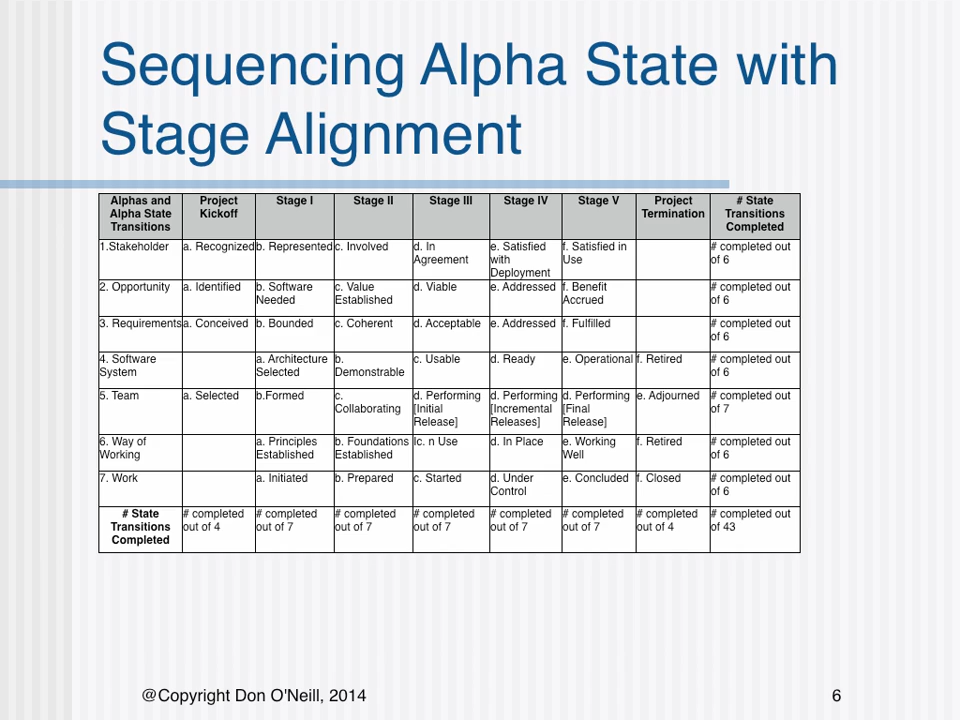 Sequencing Alpha State with
Stage Alignment
Alphas and Alpha State Transitions | Project Kickoff | Stage I | Stage II | Stage III | Stage IV | Stage V | Project Termination | # State Transitions Completed
1.Stakeholder | a. Recognized | b. Represented | c. Involved | d. In Agreement | e. Satisfied with Deployment | f. Satisfied in Use | | # completed out of 6
2. Opportunity | a. Identified | b. Software Needed | c. Value Established | d. Viable | e. Addressed | f. Benefit Accrued | | # completed out of 6
3. Requirements | a. Conceived | b. Bounded | c. Coherent | d. Acceptable | e. Addressed | f. Fulfilled | | # completed out of 6
4. Software System | | a. Architecture Selected | b. Demonstrable | c. Usable | d. Ready | e. Operational | f. Retired | # completed out of 6
5. Team | a. Selected | b.Formed | c. Collaborating | d. Performing [Initial Release] | d. Performing [Incremental Releases] | d. Performing [Final Release] | e. Adjourned | # completed out of 7
6. Way of Working | | a. Principles Established | b. Foundations Established | Ic. n Use | d. In Place | e. Working Well | f. Retired | # completed out of 6
7. Work | | a. Initiated | b. Prepared | c. Started | d. Under Control | e. Concluded | f. Closed | # completed out of 6
# State Transitions Completed | # completed out of 4 | # completed out of 7 | # completed out of 7 | # completed out of 7 | # completed out of 7 | # completed out of 7 | # completed out of 4 | # completed out of 43
@Copyright Don O'Neill, 2014
6